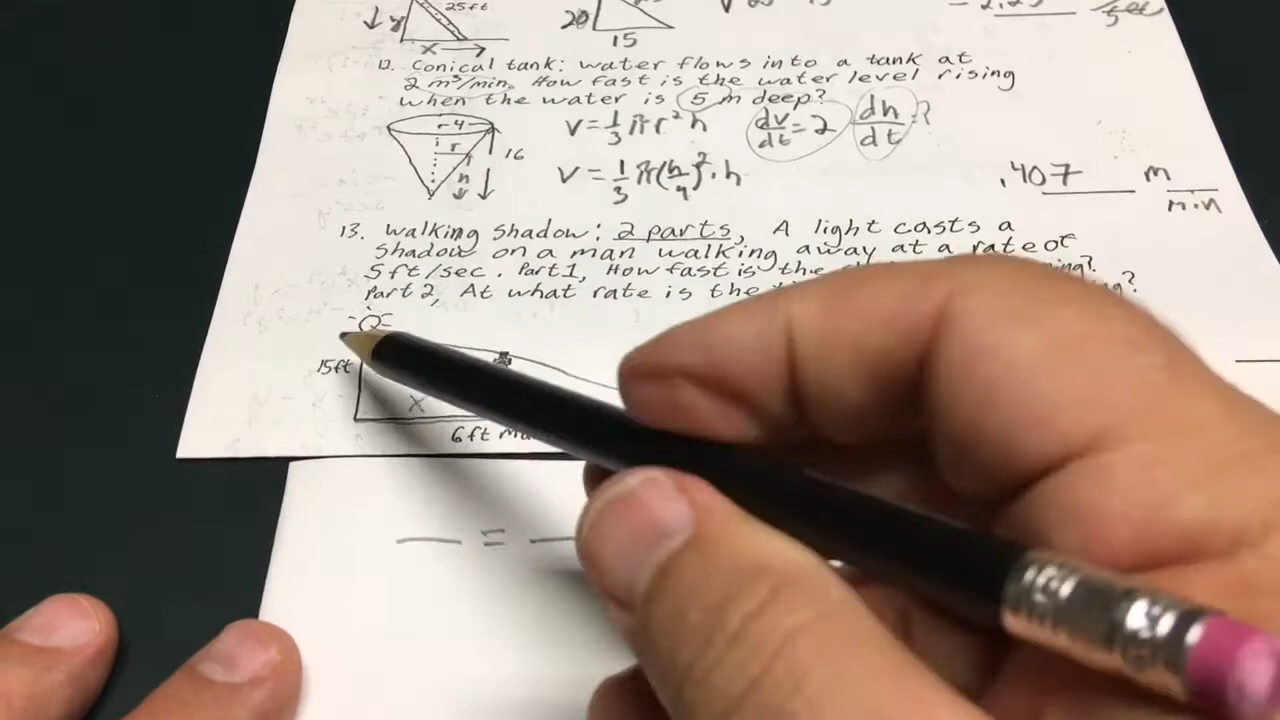 25ft
y
x
20
15
12. Conical tank: water flows into a tank at
2 m³/min. How fast is the water level rising
when the water is 5 m deep?
r=4
r
h
16
V = 1/3 πr²h
dv/dt = 2
dh/dt = ?
V = 1/3 π(h/4)²·h
.407 m/min
13. Walking shadow: 2 parts, A light casts a
shadow on a man walking away at a rate of
5ft/sec. Part 1, How fast is the
Part 2, At what rate is the
15ft
x
6ft
=